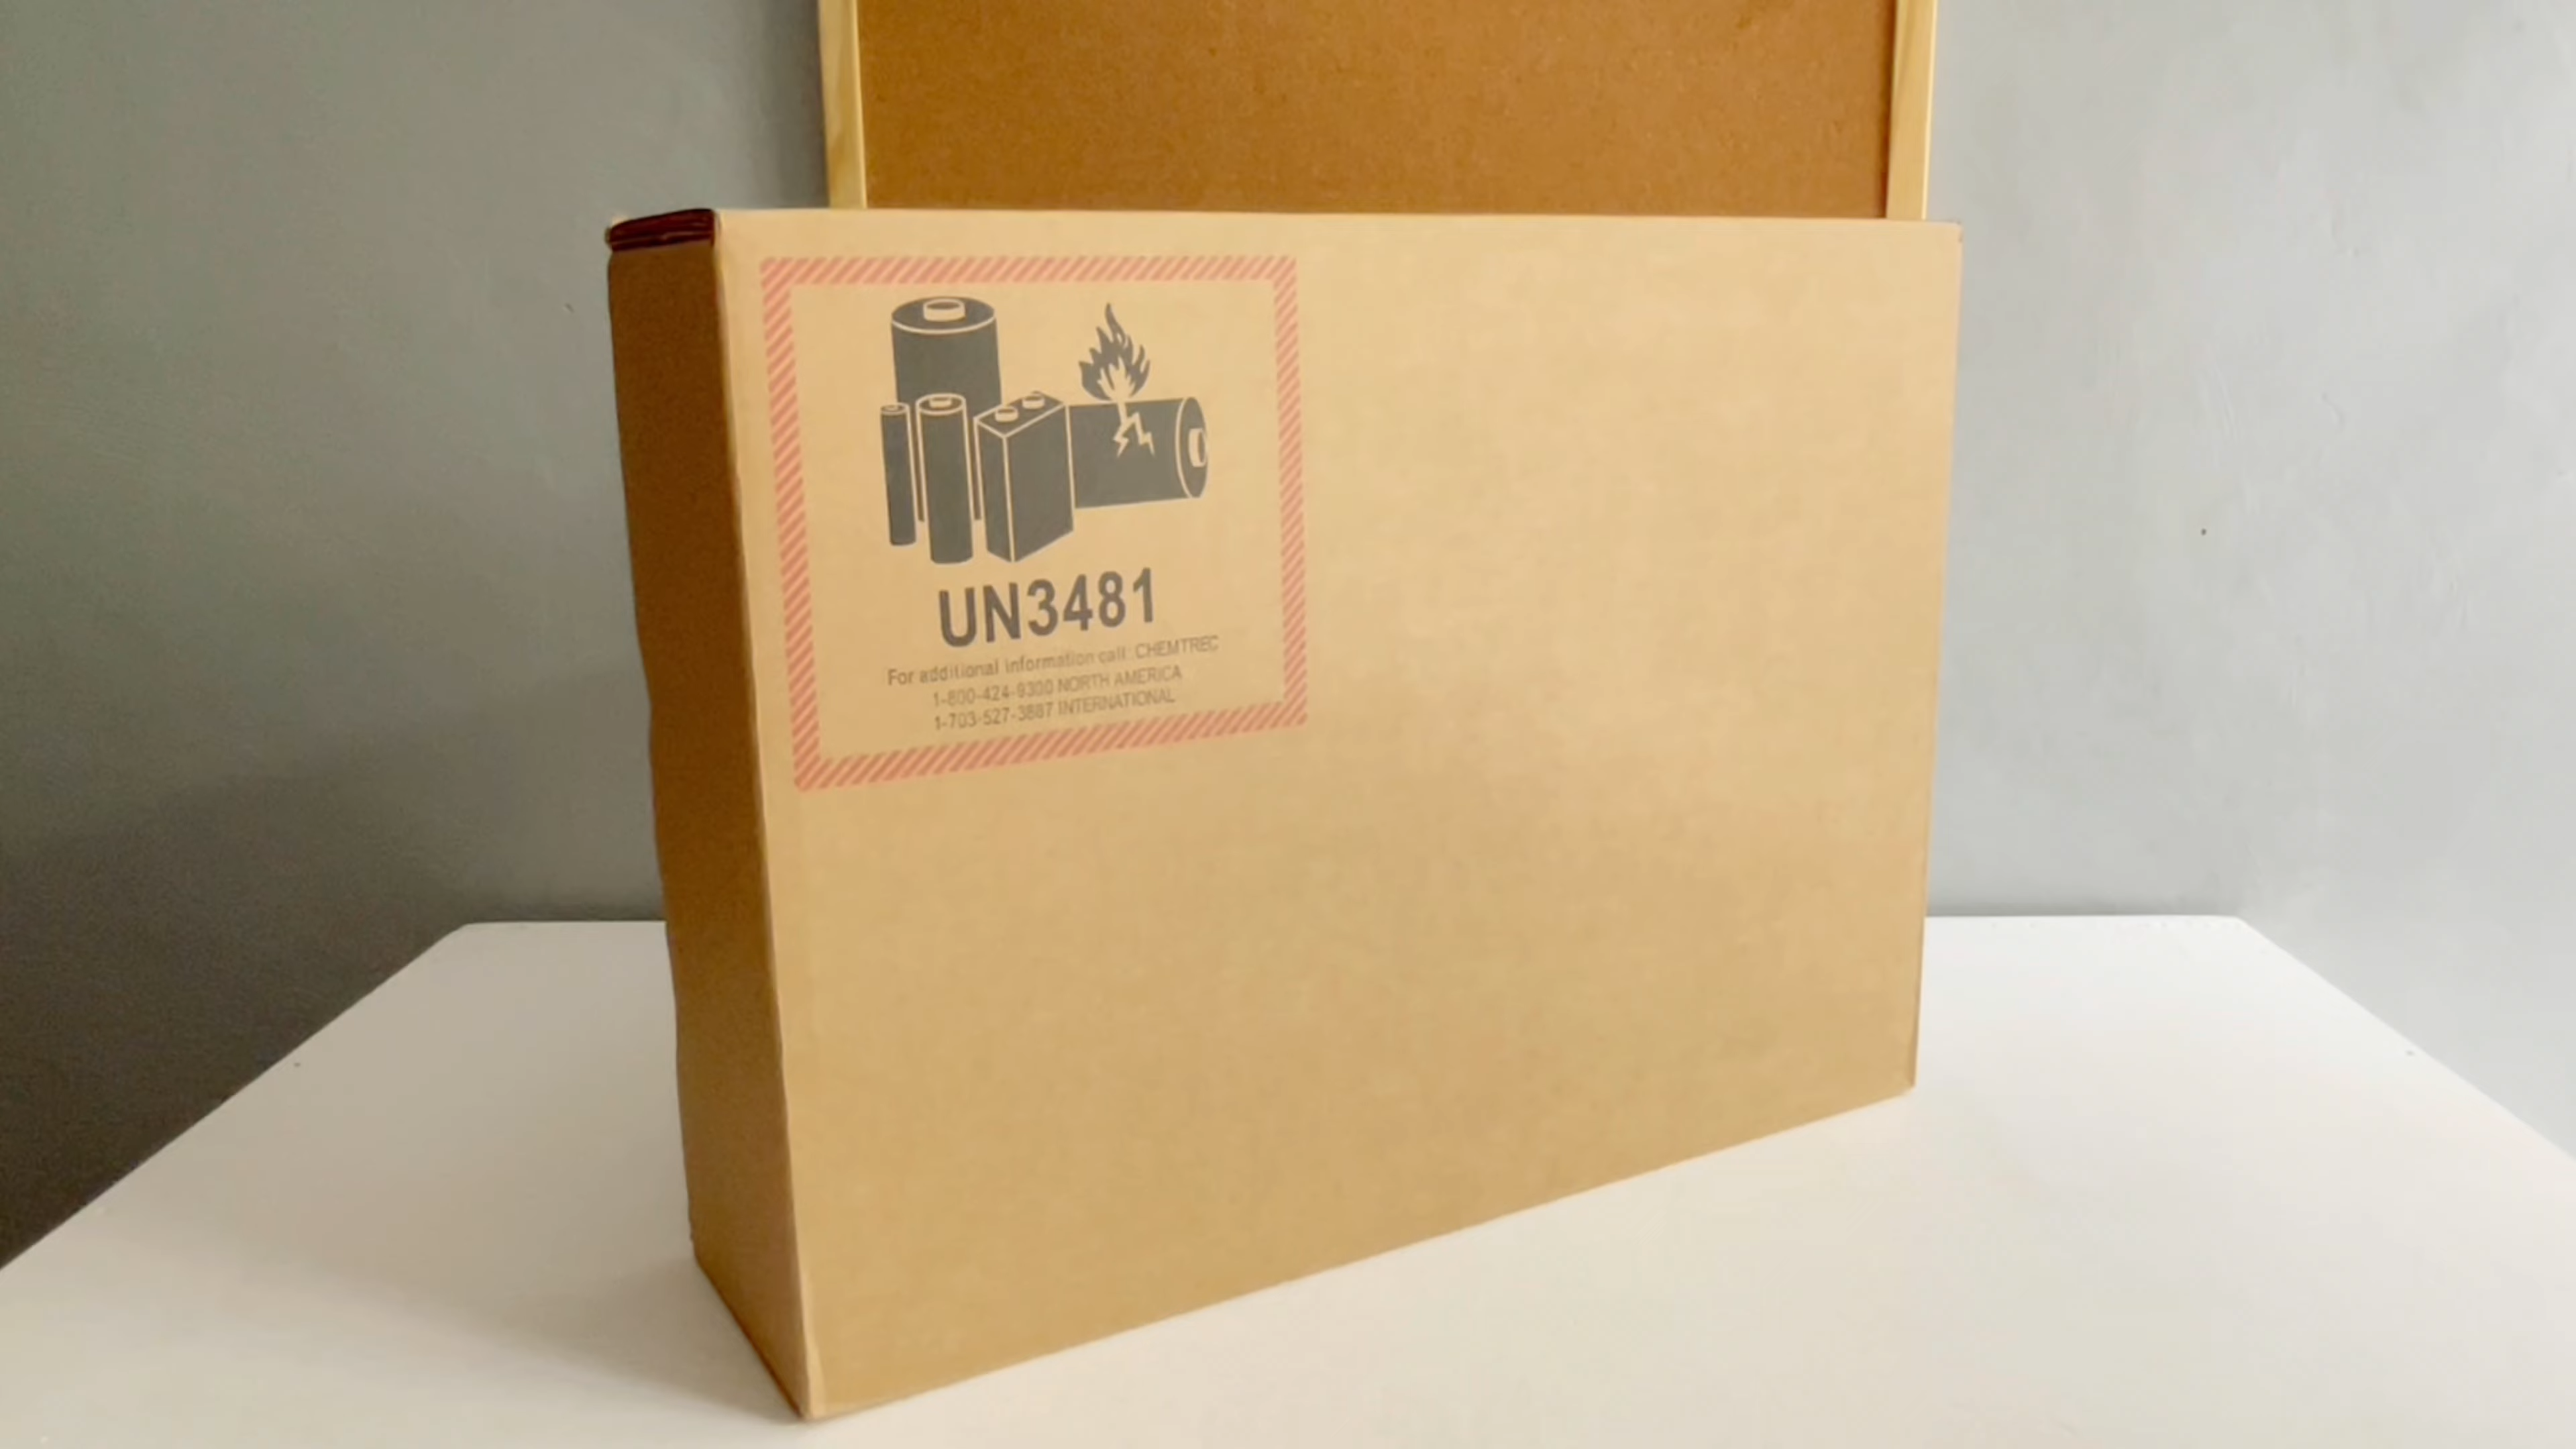 UN3481
For additional information call: CHEMTREC
1-800-424-9300 NORTH AMERICA
1-703-527-3887 INTERNATIONAL